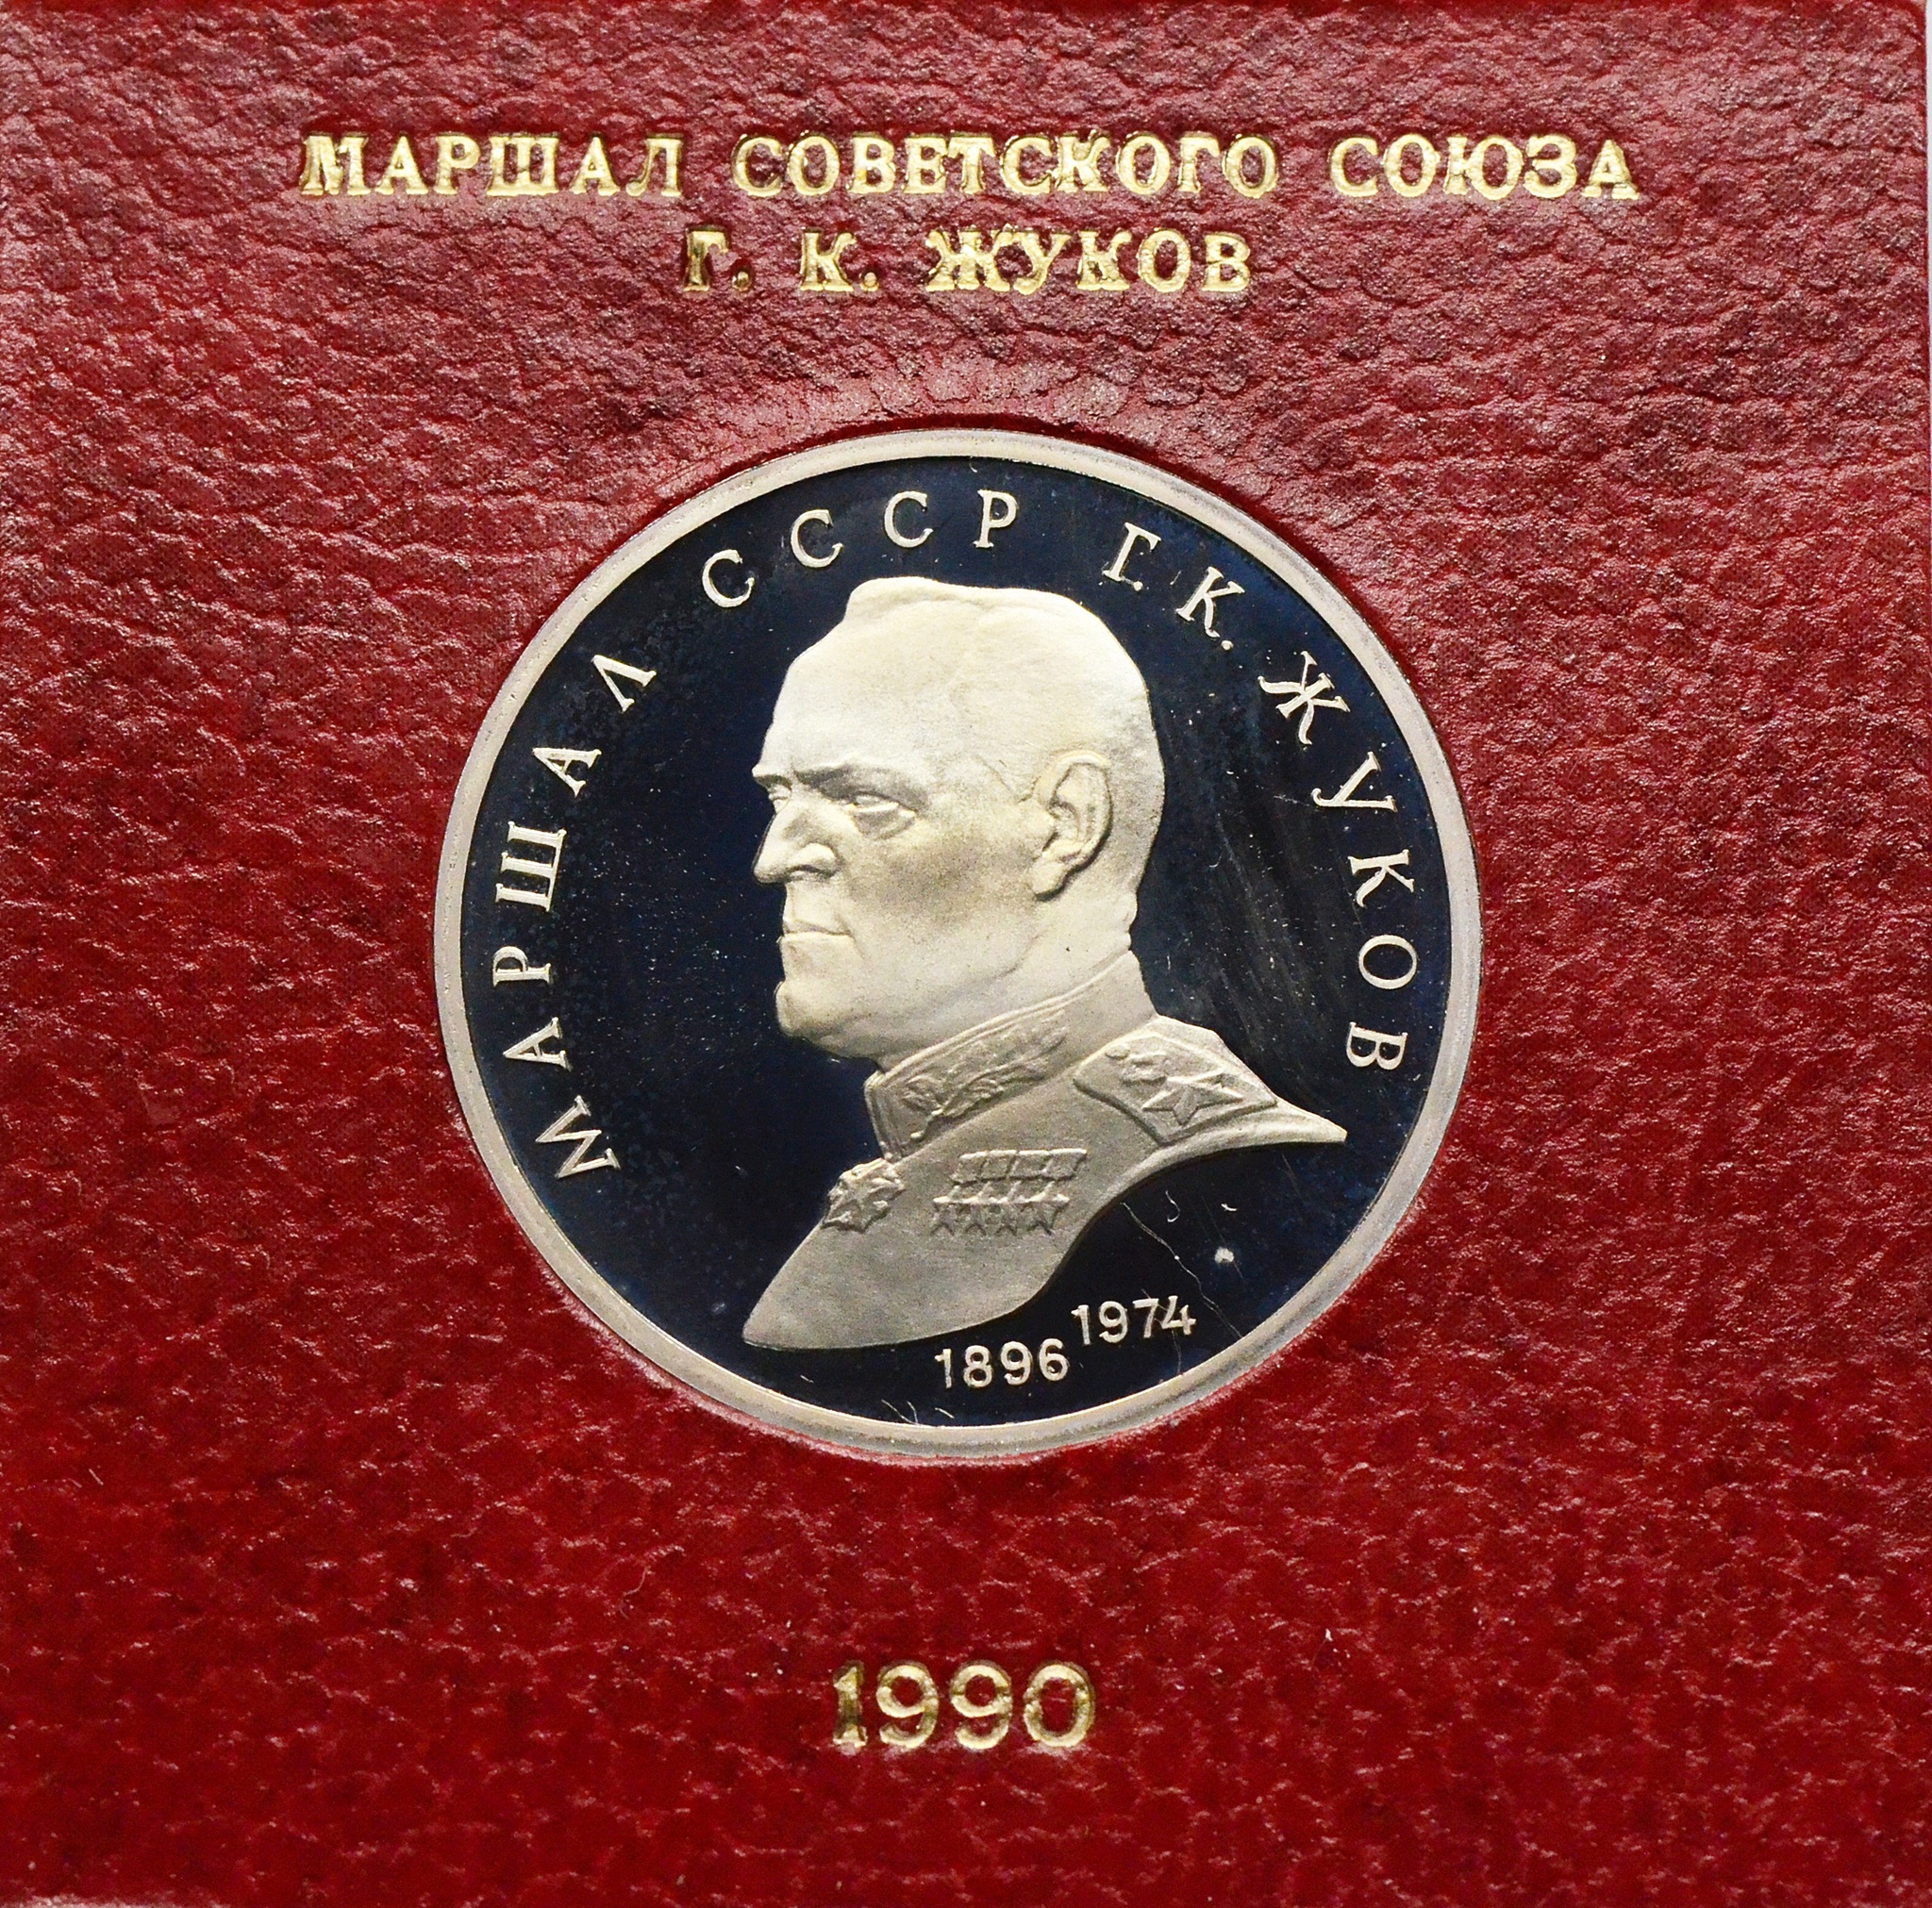 МАРШАЛ СОВЕТСКОГО СОЮЗА
Г. К. ЖУКОВ
МАРШАЛ СССР Г.К. ЖУКОВ
1896 1974
1990